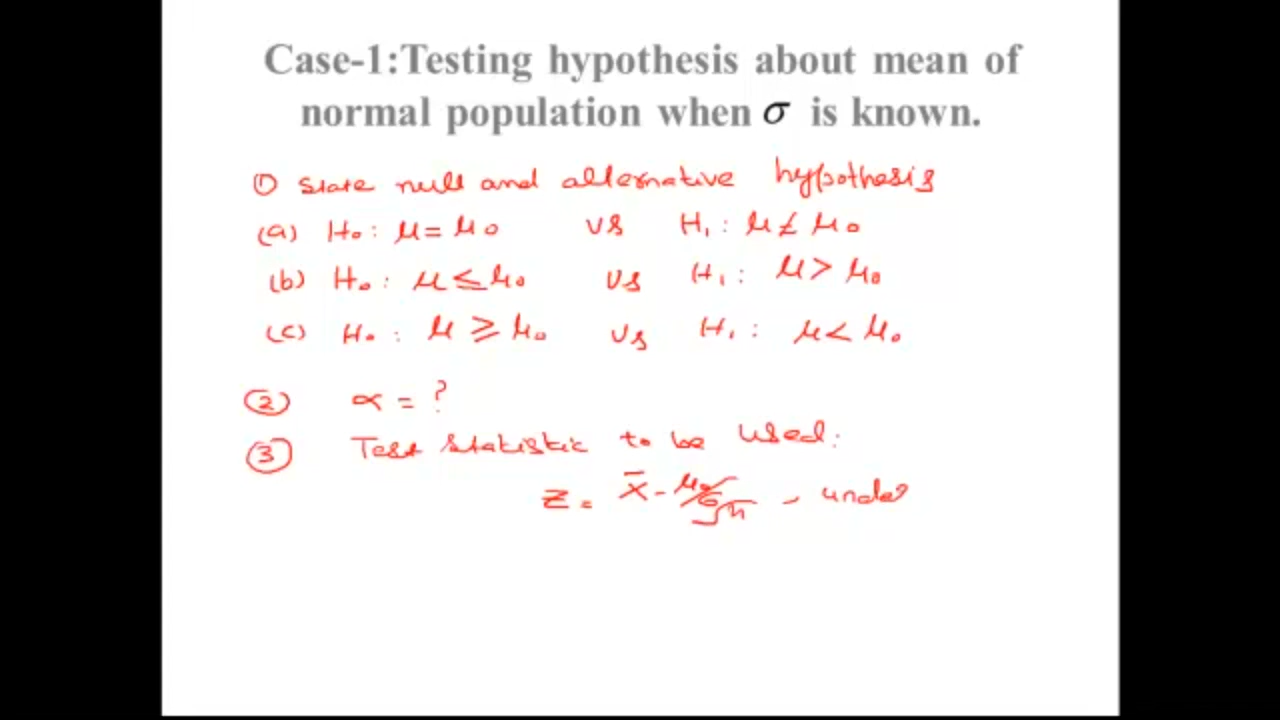 Case-1:Testing hypothesis about mean of
normal population when σ is known.
① State null and alternative hypothesis
(a) H₀ : μ = μ₀ vs H₁ : μ ≠ μ₀
(b) H₀ : μ ≤ μ₀ vs H₁ : μ > μ₀
(c) H₀ : μ ≥ μ₀ vs H₁ : μ < μ₀
② α = ?
③ Test statistic to be used:
Z = X̄ - μ₀/σ/√n - under